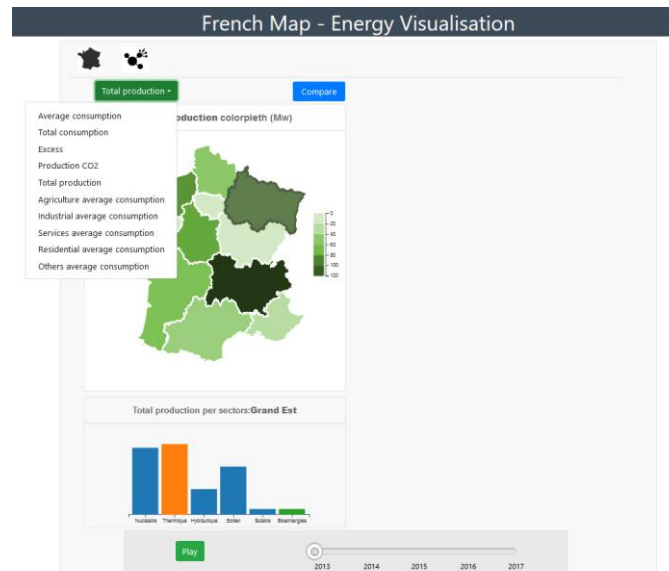 French Map - Energy Visualisation
Total production
Compare
Average consumption
Total consumption
Excess
Production CO2
Total production
Agriculture average consumption
Industrial average consumption
Services average consumption
Residential average consumption
Others average consumption
oduction colorpleth (Mw)
0
20
40
60
80
100
120
Total production per sectors:Grand Est
Nucleaire Thermique Hydraulique Eolien Solaire Bioenergies
Play
2013 2014 2015 2016 2017